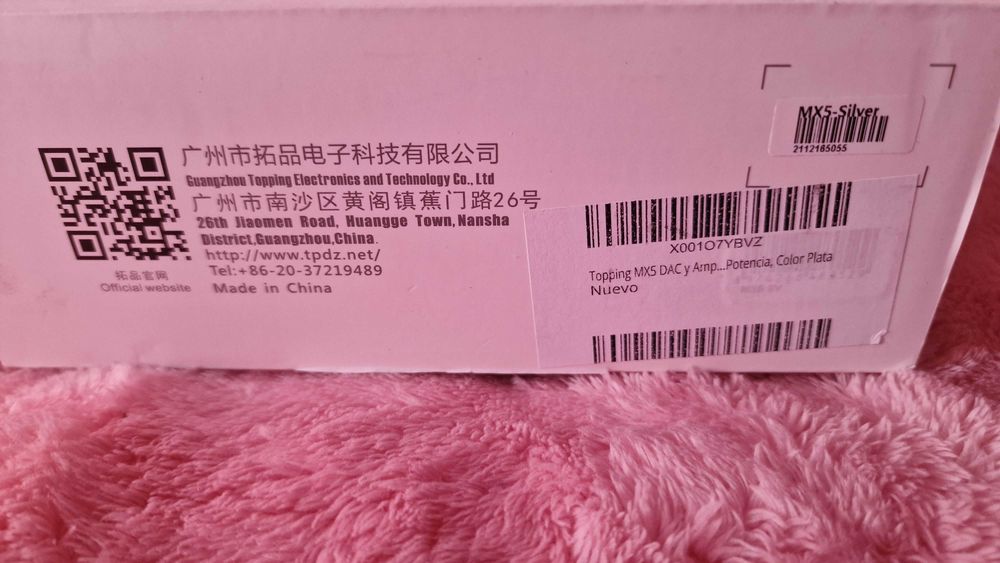 广州市拓品电子科技有限公司
Guangzhou Topping Electronics and Technology Co., Ltd
广州市南沙区黄阁镇蕉门路26号
26th Jiaomen Road, Huangge Town,Nansha
District,Guangzhou,China.
http://www.tpdz.net/
Tel:+86-20-37219489
Made in China
拓品官网
Official website
MX5-Silver
2112165055
X001O7YBVZ
Topping MX5 DAC y Amp...Potencia, Color Plata
Nuevo